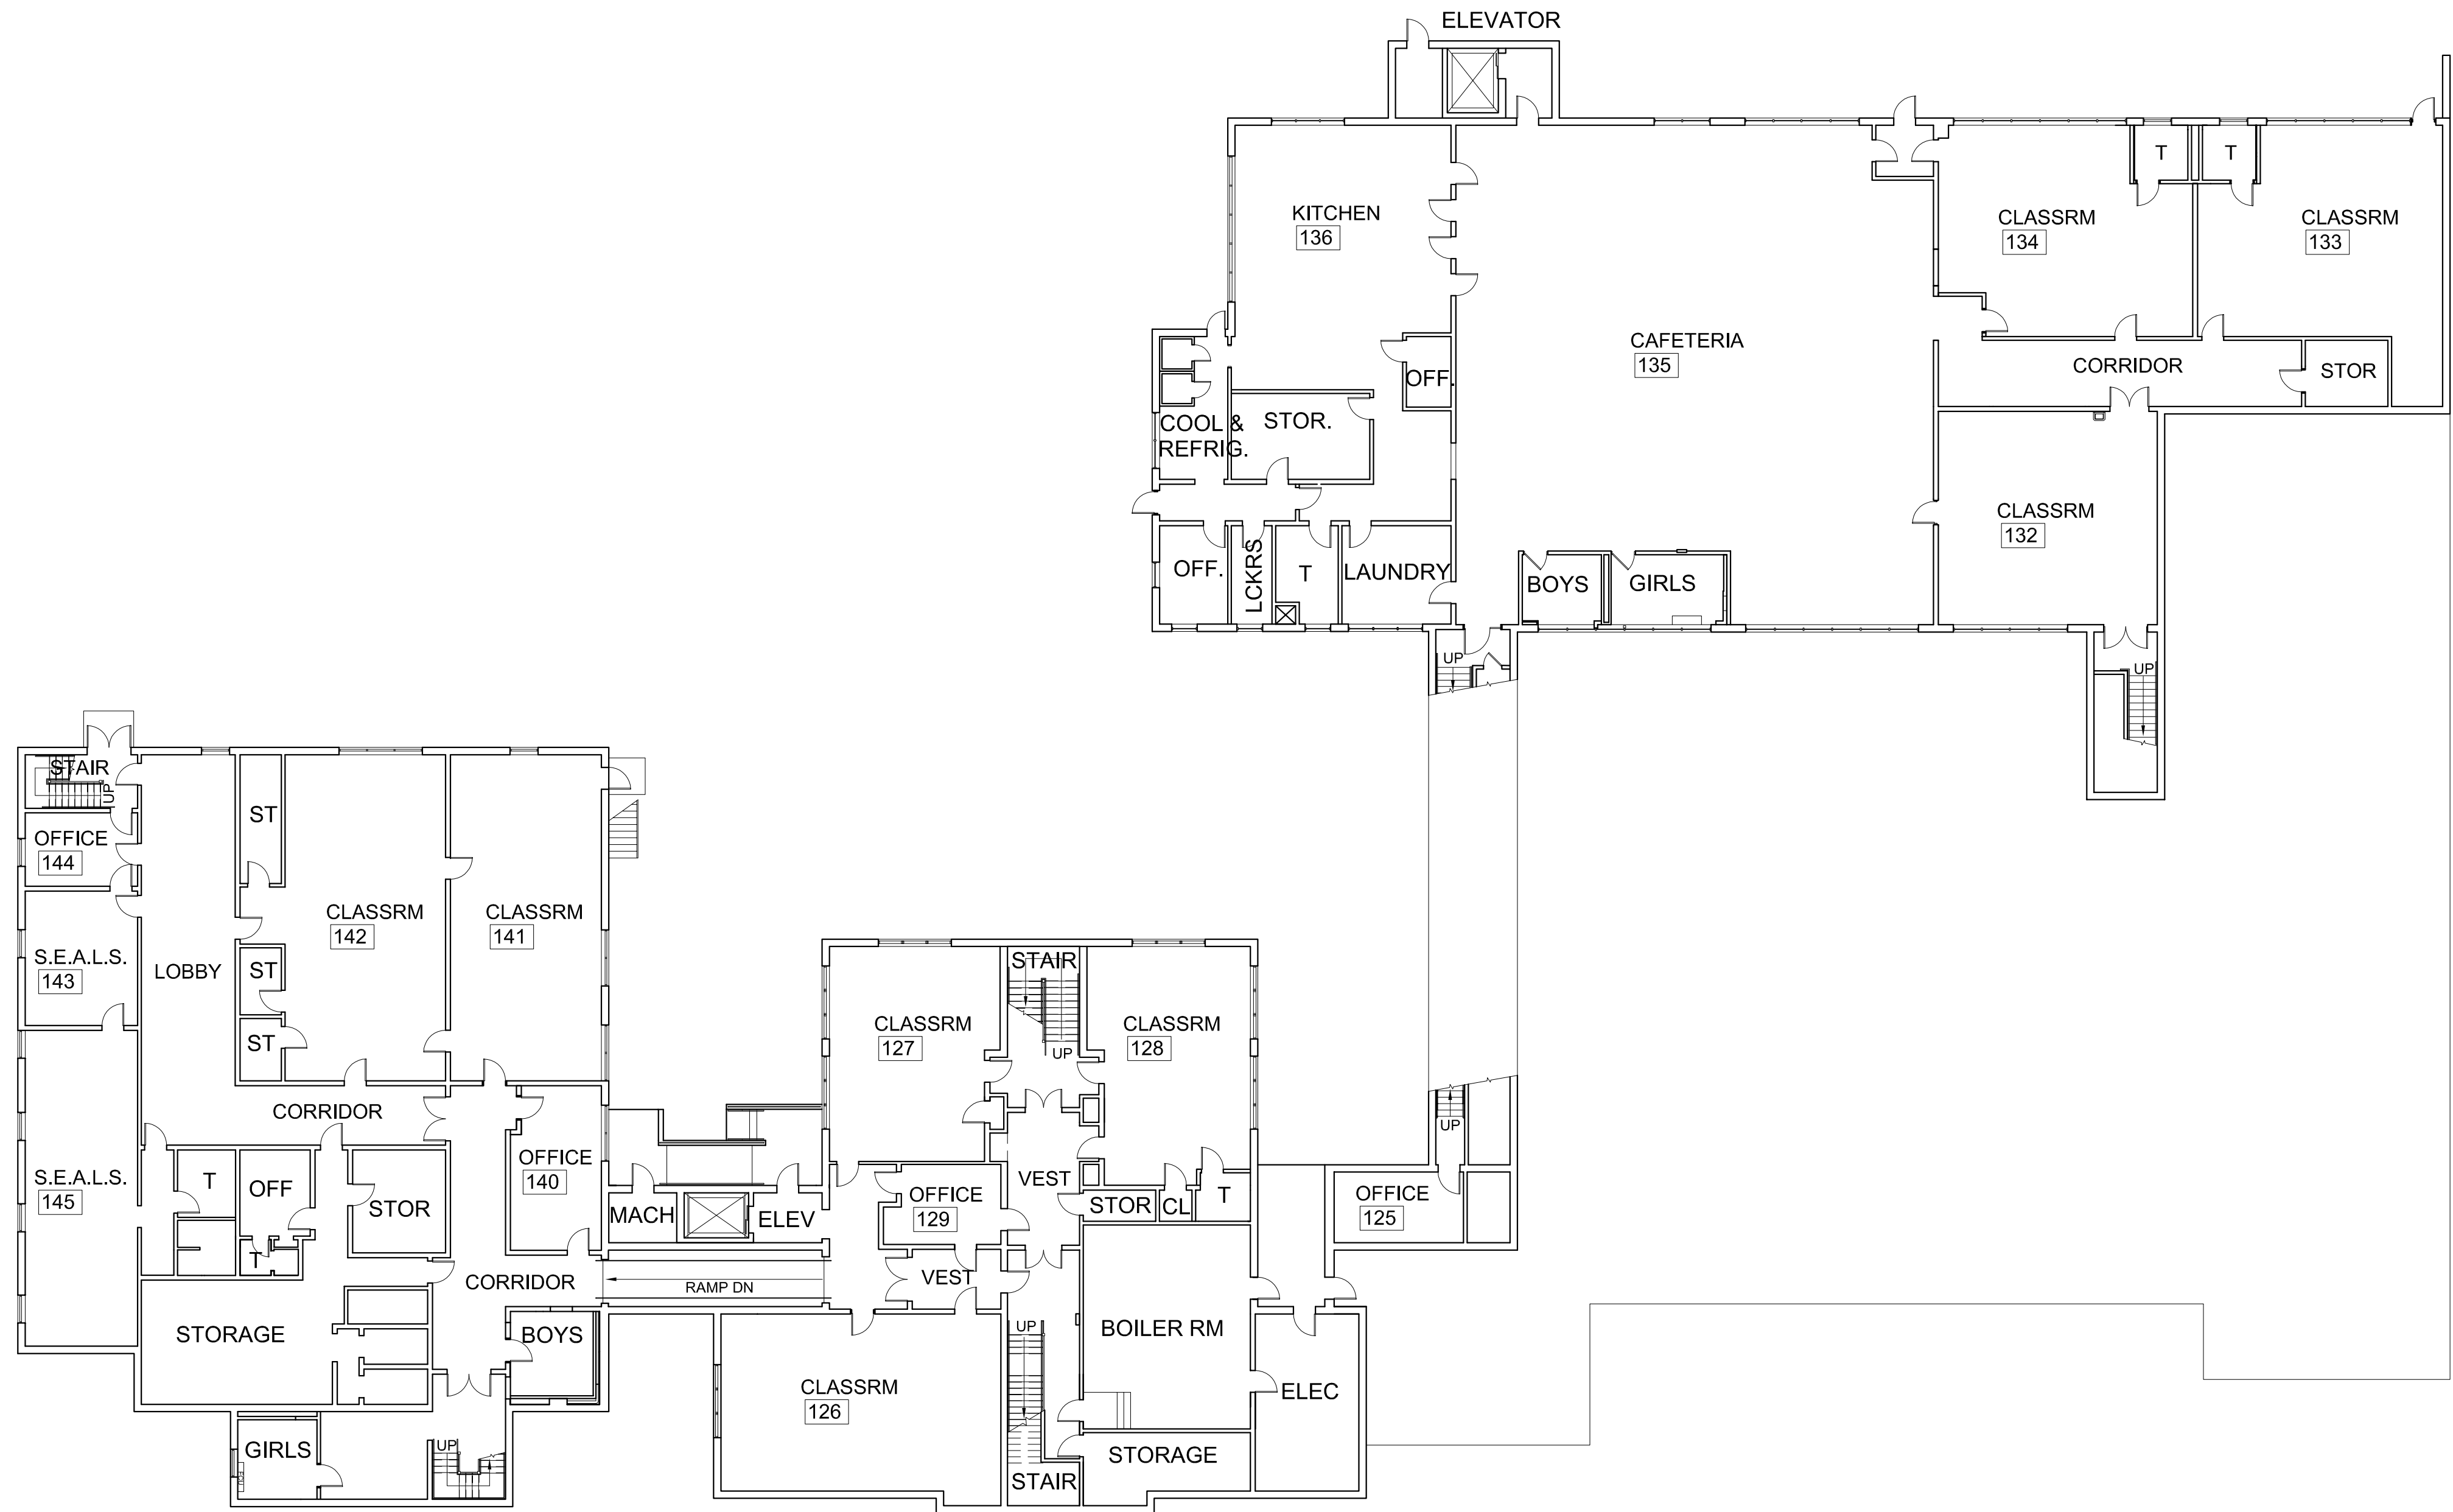 ELEVATOR
T
T
KITCHEN
136
CLASSRM
134
CLASSRM
133
CAFETERIA
135
CORRIDOR
STOR
OFF.
COOL &
REFRIG.
STOR.
CLASSRM
132
OFF.
LCKRS
T
LAUNDRY
BOYS
GIRLS
UP
UP
STAIR
UP
ST
OFFICE
144
CLASSRM
142
CLASSRM
141
S.E.A.L.S.
143
LOBBY
ST
ST
STAIR
UP
CLASSRM
127
CLASSRM
128
CORRIDOR
UP
S.E.A.L.S.
145
T
OFF
STOR
OFFICE
140
MACH
ELEV
OFFICE
129
VEST
STOR
CL
T
OFFICE
125
T
CORRIDOR
RAMP DN
VEST
STORAGE
BOYS
UP
BOILER RM
CLASSRM
126
ELEC
GIRLS
UP
STORAGE
STAIR